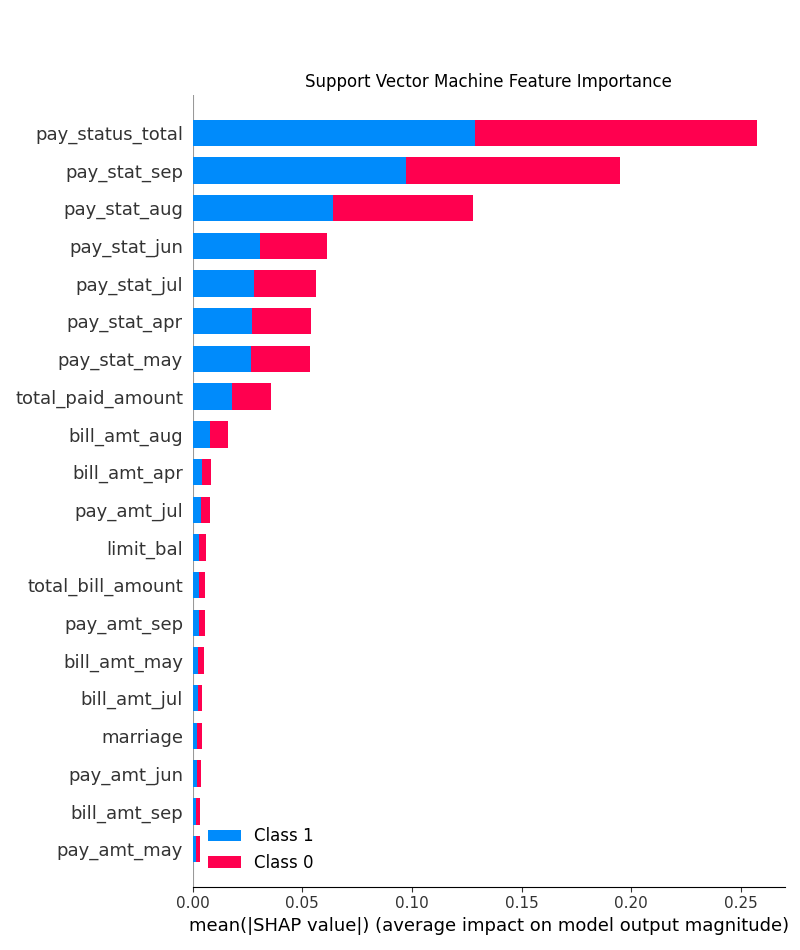 Support Vector Machine Feature Importance
pay_status_total
pay_stat_sep
pay_stat_aug
pay_stat_jun
pay_stat_jul
pay_stat_apr
pay_stat_may
total_paid_amount
bill_amt_aug
bill_amt_apr
pay_amt_jul
limit_bal
total_bill_amount
pay_amt_sep
bill_amt_may
bill_amt_jul
marriage
pay_amt_jun
bill_amt_sep
pay_amt_may
Class 1
Class 0
0.00 0.05 0.10 0.15 0.20 0.25
mean(|SHAP value|) (average impact on model output magnitude)